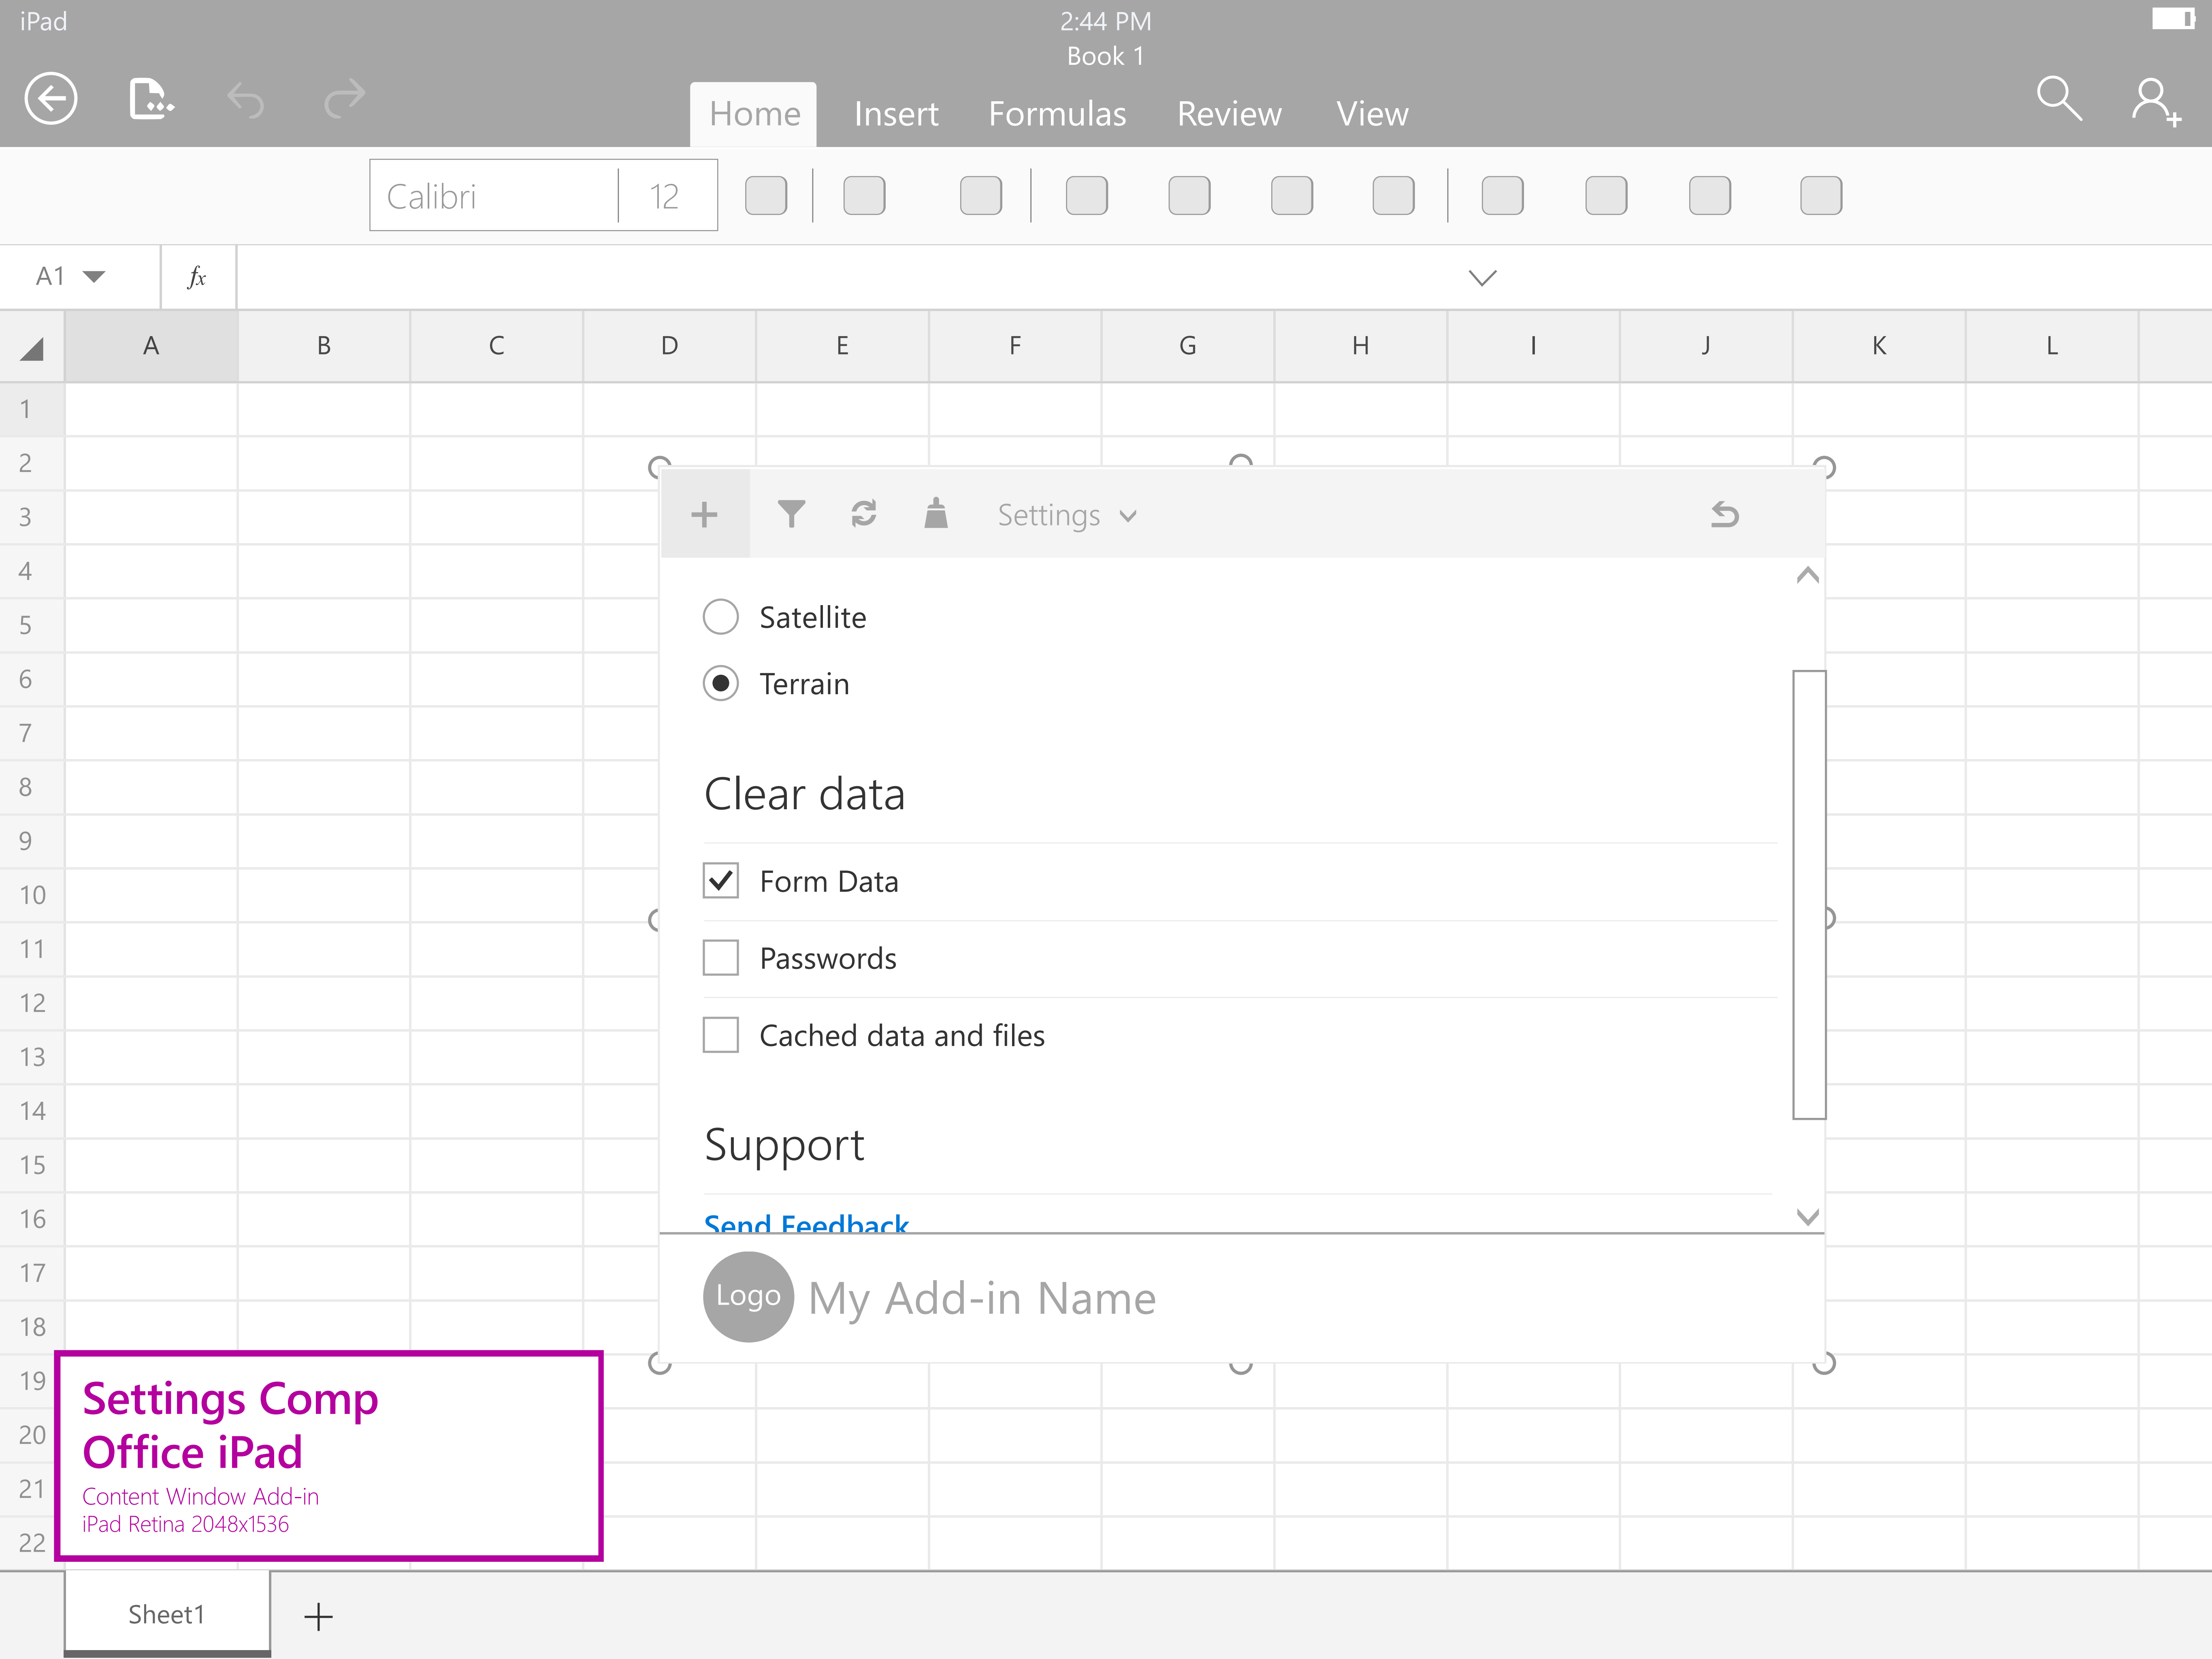 iPad
2:44 PM
Book 1
Home Insert Formulas Review View
Calibri 12
A1 fx
A B C D E F G H I J K L
1
2
3
Settings
4
5
Satellite
6
Terrain
7
8
Clear data
9
10
Form Data
11
Passwords
12
13
Cached data and files
14
15
Support
16
Send Feedback
17
Logo My Add-in Name
18
19
Settings Comp
20
Office iPad
21
Content Window Add-in
iPad Retina 2048x1536
22
Sheet1